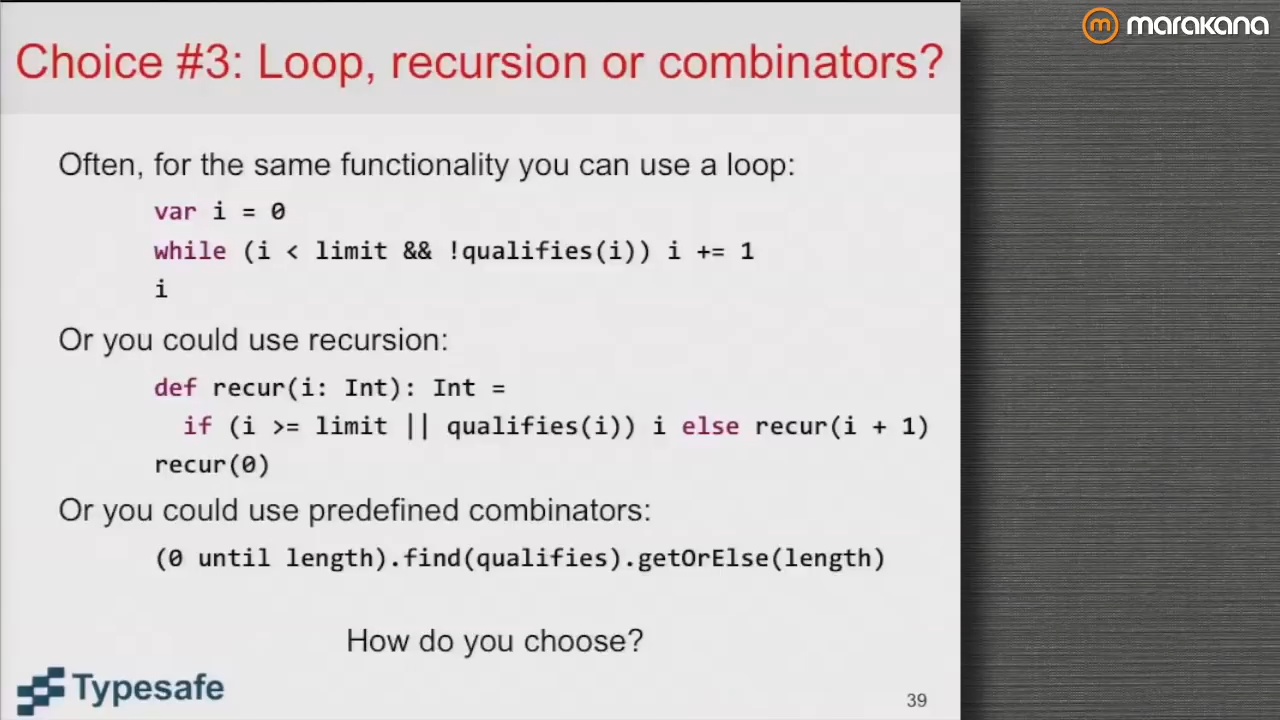 Choice #3: Loop, recursion or combinators?
marakana
Often, for the same functionality you can use a loop:
var i = 0
while (i < limit && !qualifies(i)) i += 1
i
Or you could use recursion:
def recur(i: Int): Int =
if (i >= limit || qualifies(i)) i else recur(i + 1)
recur(0)
Or you could use predefined combinators:
(0 until length).find(qualifies).getOrElse(length)
How do you choose?
Typesafe
39